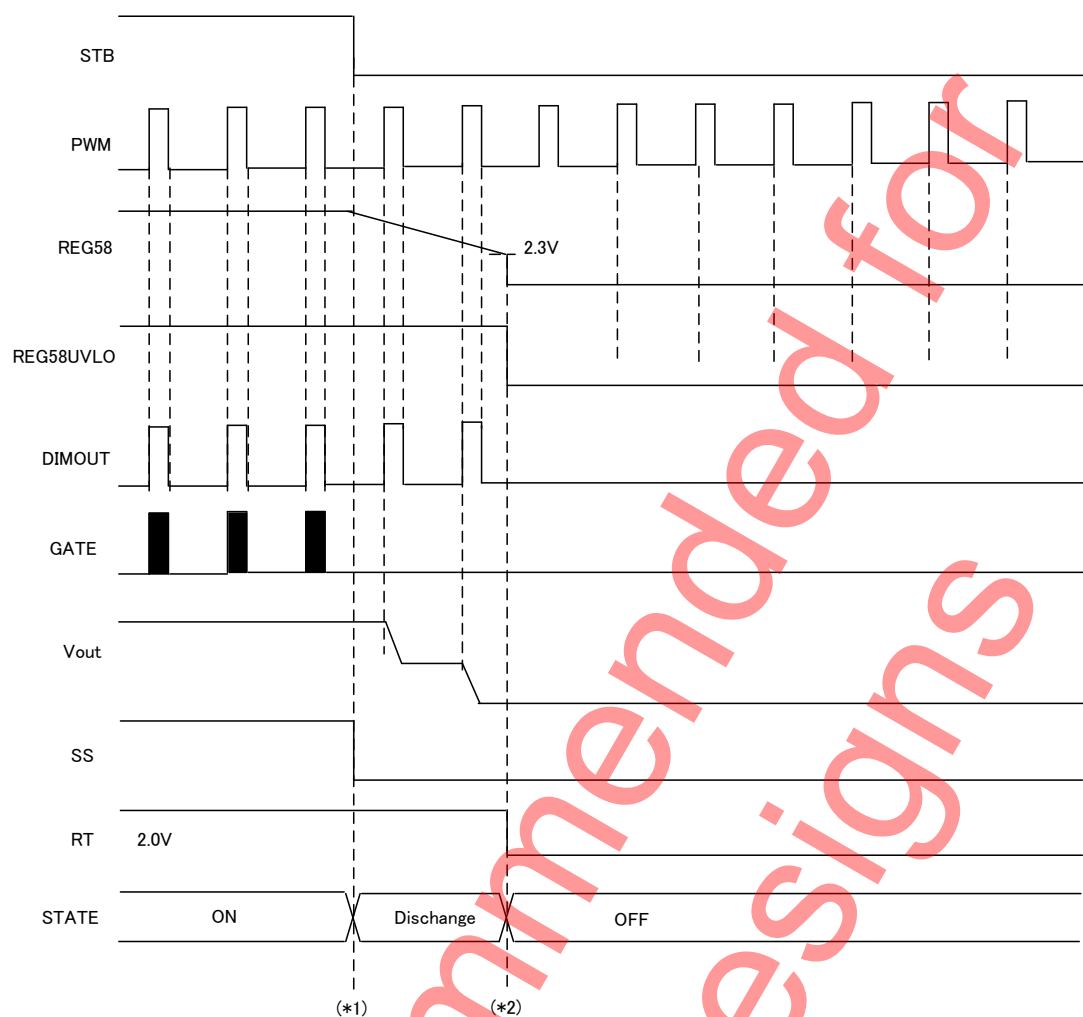 STB
PWM
REG58
2.3V
REG58UVLO
DIMOUT
GATE
Vout
SS
RT 2.0V
STATE ON Dischange OFF
(*1) (*2)
for
mmended
esigns